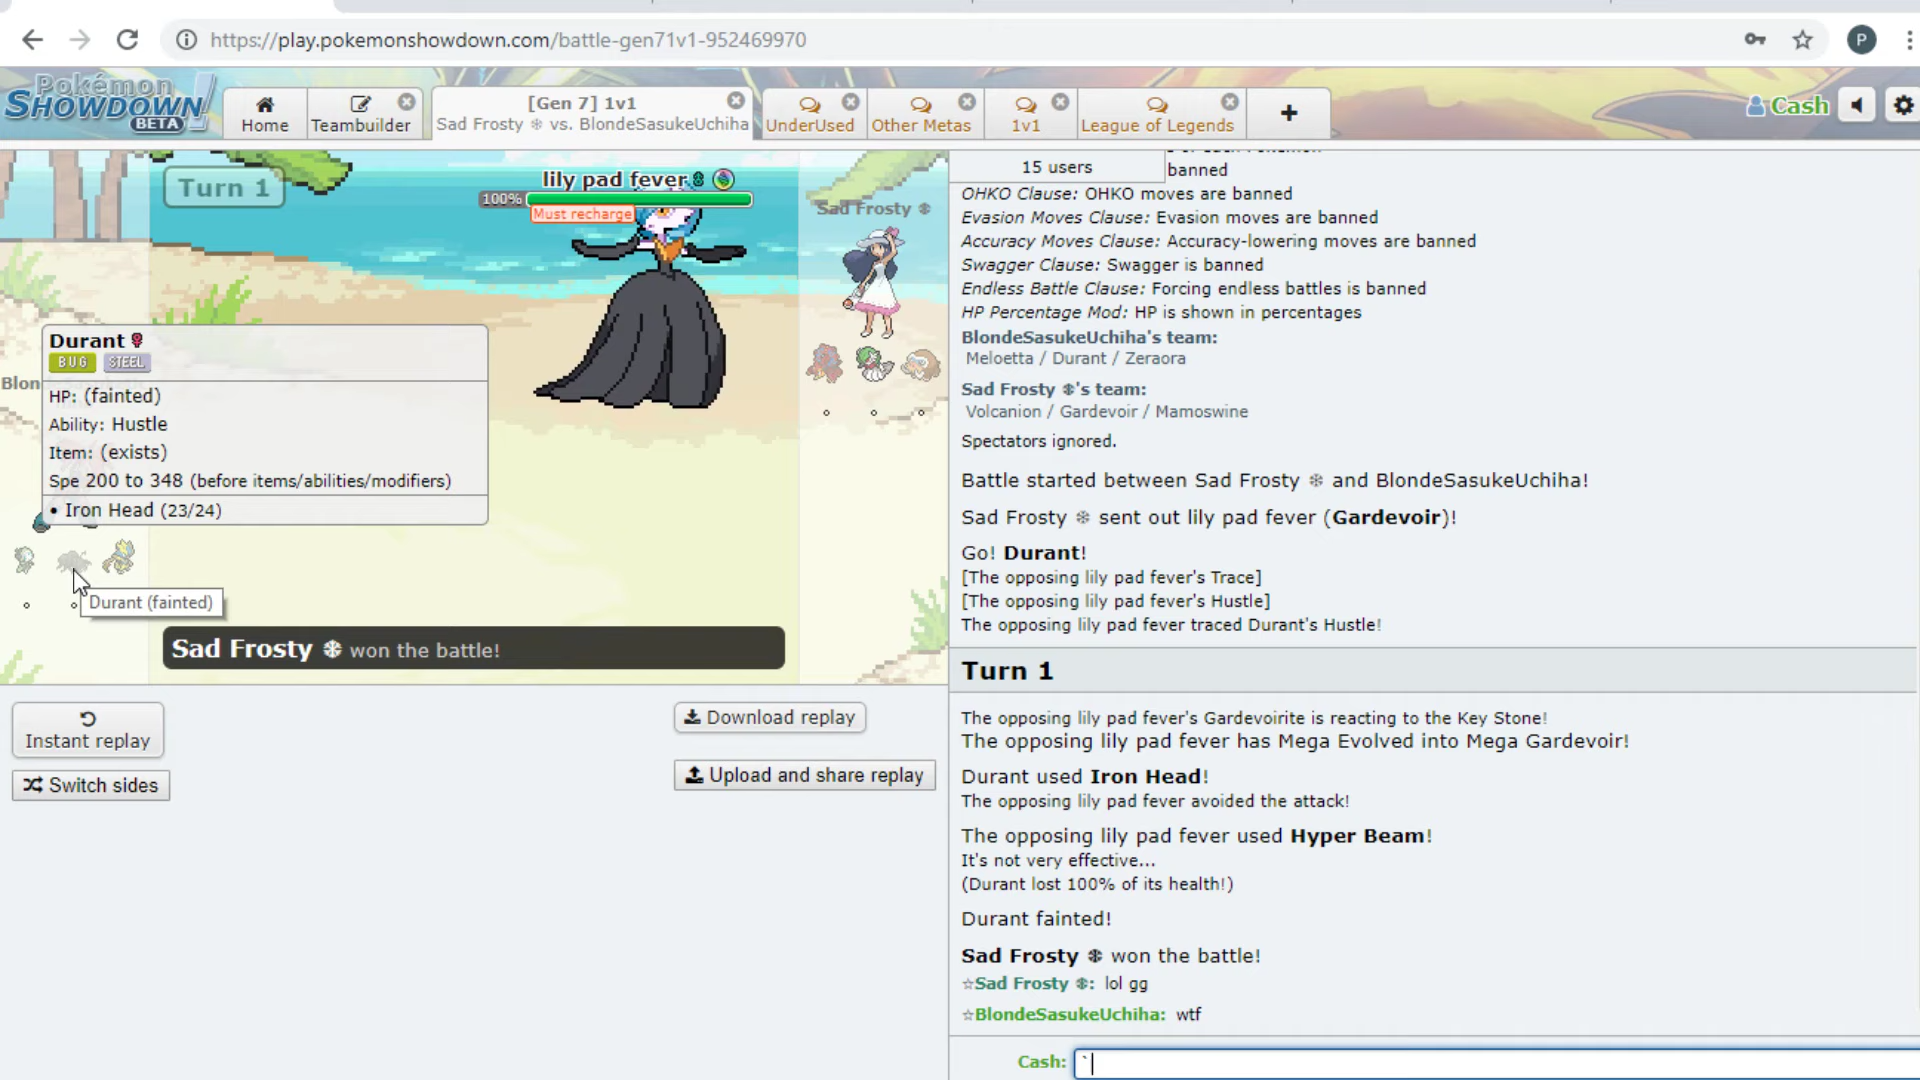 https://play.pokemonshowdown.com/battle-gen71v1-952469970
P
Pokémon
SHOWDOWN!
BETA
Home
Teambuilder
[Gen 7] 1v1
Sad Frosty ❄ vs. BlondeSasukeUchiha
UnderUsed
Other Metas
1v1
League of Legends
+
Cash
Turn 1
lily pad fever
100%
Must recharge
Sad Frosty ❄
Blon
Durant
BUG STEEL
HP: (fainted)
Ability: Hustle
Item: (exists)
Spe 200 to 348 (before items/abilities/modifiers)
• Iron Head (23/24)
Durant (fainted)
Sad Frosty ❄ won the battle!
Instant replay
Switch sides
Download replay
Upload and share replay
15 users
banned
OHKO Clause: OHKO moves are banned
Evasion Moves Clause: Evasion moves are banned
Accuracy Moves Clause: Accuracy-lowering moves are banned
Swagger Clause: Swagger is banned
Endless Battle Clause: Forcing endless battles is banned
HP Percentage Mod: HP is shown in percentages
BlondeSasukeUchiha's team:
Meloetta / Durant / Zeraora
Sad Frosty ❄'s team:
Volcanion / Gardevoir / Mamoswine
Spectators ignored.
Battle started between Sad Frosty ❄ and BlondeSasukeUchiha!
Sad Frosty ❄ sent out lily pad fever (Gardevoir)!
Go! Durant!
[The opposing lily pad fever's Trace]
[The opposing lily pad fever's Hustle]
The opposing lily pad fever traced Durant's Hustle!
Turn 1
The opposing lily pad fever's Gardevoirite is reacting to the Key Stone!
The opposing lily pad fever has Mega Evolved into Mega Gardevoir!
Durant used Iron Head!
The opposing lily pad fever avoided the attack!
The opposing lily pad fever used Hyper Beam!
It's not very effective...
(Durant lost 100% of its health!)
Durant fainted!
Sad Frosty ❄ won the battle!
☆Sad Frosty ❄: lol gg
☆BlondeSasukeUchiha: wtf
Cash: `